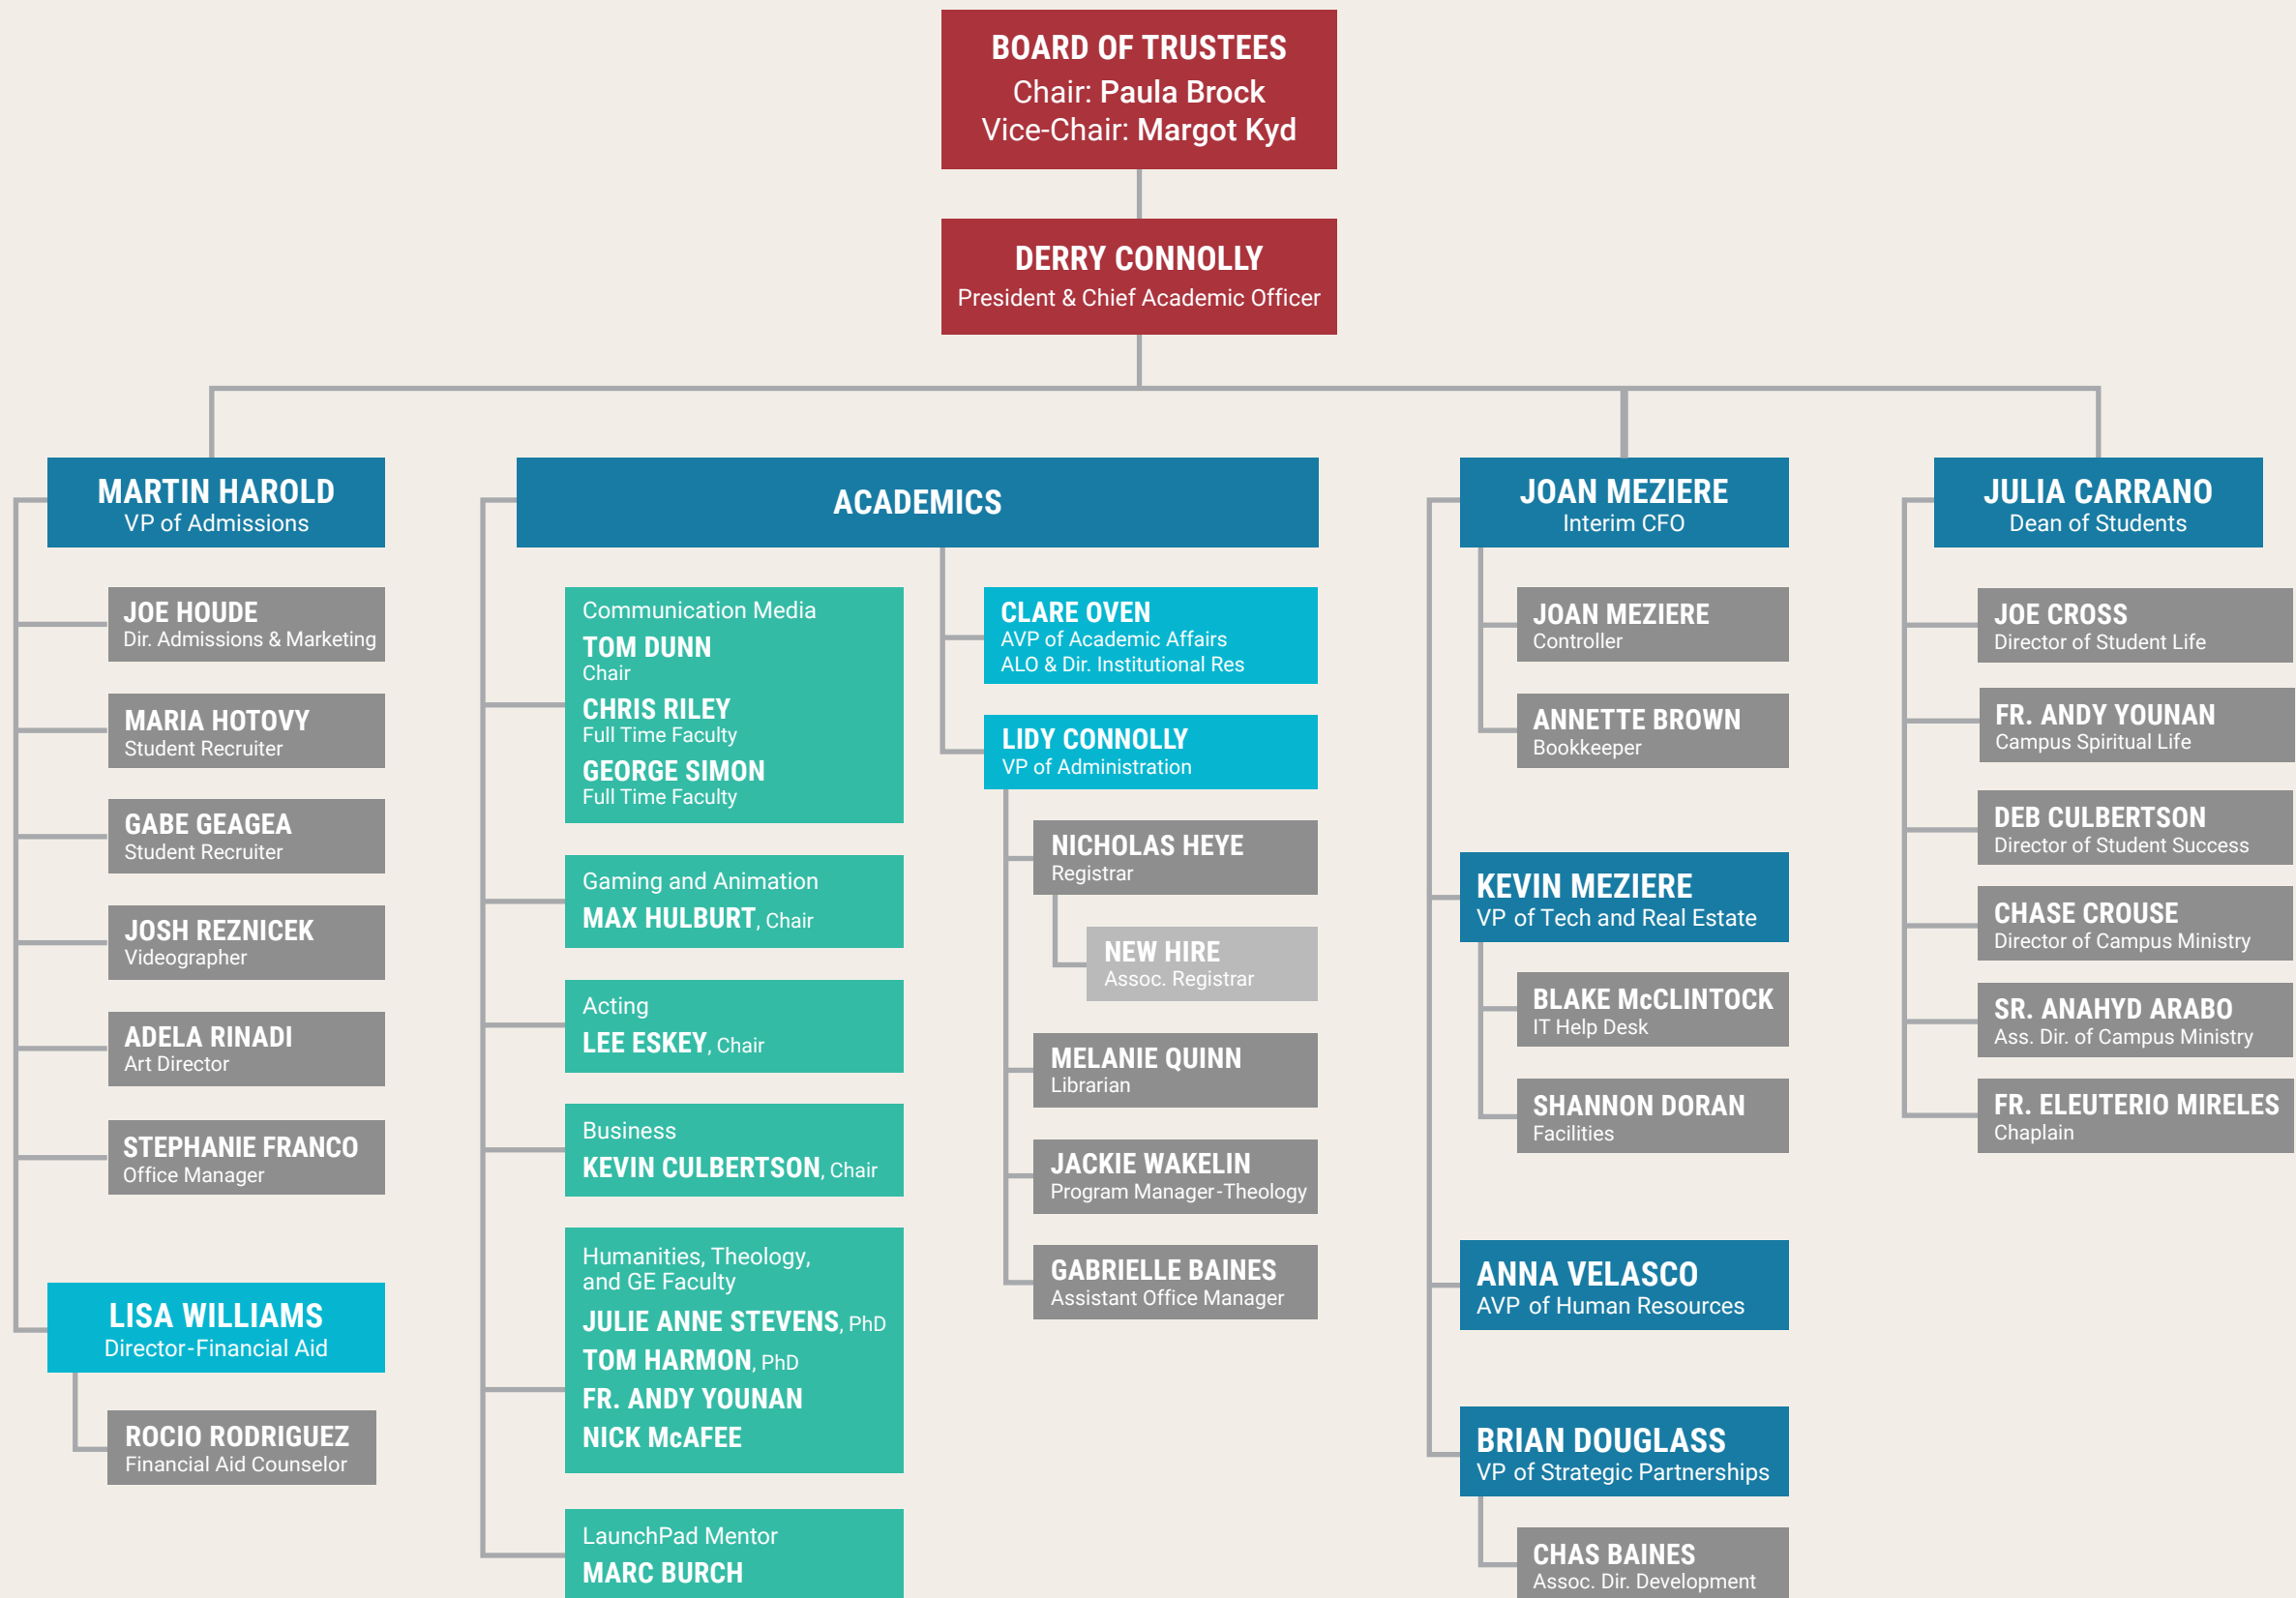 BOARD OF TRUSTEES
Chair: Paula Brock
Vice-Chair: Margot Kyd
DERRY CONNOLLY
President & Chief Academic Officer
MARTIN HAROLD
VP of Admissions
JOE HOUDE
Dir. Admissions & Marketing
MARIA HOTOVY
Student Recruiter
GABE GEAGEA
Student Recruiter
JOSH REZNICEK
Videographer
ADELA RINADI
Art Director
STEPHANIE FRANCO
Office Manager
LISA WILLIAMS
Director-Financial Aid
ROCIO RODRIGUEZ
Financial Aid Counselor
ACADEMICS
Communication Media
TOM DUNN
Chair
CHRIS RILEY
Full Time Faculty
GEORGE SIMON
Full Time Faculty
Gaming and Animation
MAX HULBURT, Chair
Acting
LEE ESKEY, Chair
Business
KEVIN CULBERTSON, Chair
Humanities, Theology,
and GE Faculty
JULIE ANNE STEVENS, PhD
TOM HARMON, PhD
FR. ANDY YOUNAN
NICK McAFEE
LaunchPad Mentor
MARC BURCH
CLARE OVEN
AVP of Academic Affairs
ALO & Dir. Institutional Res
LIDY CONNOLLY
VP of Administration
NICHOLAS HEYE
Registrar
NEW HIRE
Assoc. Registrar
MELANIE QUINN
Librarian
JACKIE WAKELIN
Program Manager-Theology
GABRIELLE BAINES
Assistant Office Manager
JOAN MEZIERE
Interim CFO
JOAN MEZIERE
Controller
ANNETTE BROWN
Bookkeeper
KEVIN MEZIERE
VP of Tech and Real Estate
BLAKE McCLINTOCK
IT Help Desk
SHANNON DORAN
Facilities
ANNA VELASCO
AVP of Human Resources
BRIAN DOUGLASS
VP of Strategic Partnerships
CHAS BAINES
Assoc. Dir. Development
JULIA CARRANO
Dean of Students
JOE CROSS
Director of Student Life
FR. ANDY YOUNAN
Campus Spiritual Life
DEB CULBERTSON
Director of Student Success
CHASE CROUSE
Director of Campus Ministry
SR. ANAHYD ARABO
Ass. Dir. of Campus Ministry
FR. ELEUTERIO MIRELES
Chaplain